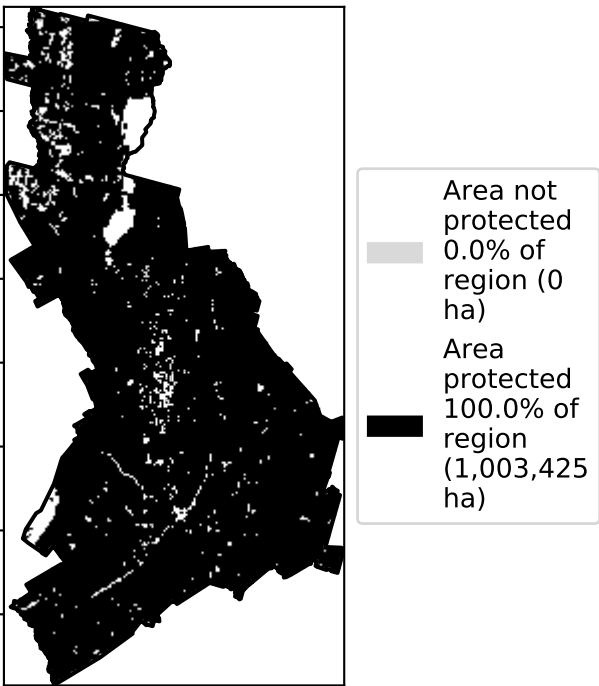 Area not
protected
0.0% of
region (0
ha)
Area
protected
100.0% of
region
(1,003,425
ha)